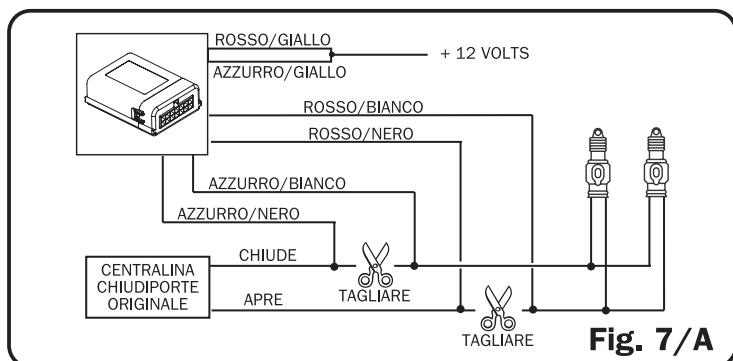 ROSSO/GIALLO
+ 12 VOLTS
AZZURRO/GIALLO
ROSSO/BIANCO
ROSSO/NERO
AZZURRO/BIANCO
AZZURRO/NERO
CHIUDE
CENTRALINA
CHIUDIPORTE
ORIGINALE
TAGLIARE
APRE
TAGLIARE
Fig. 7/A